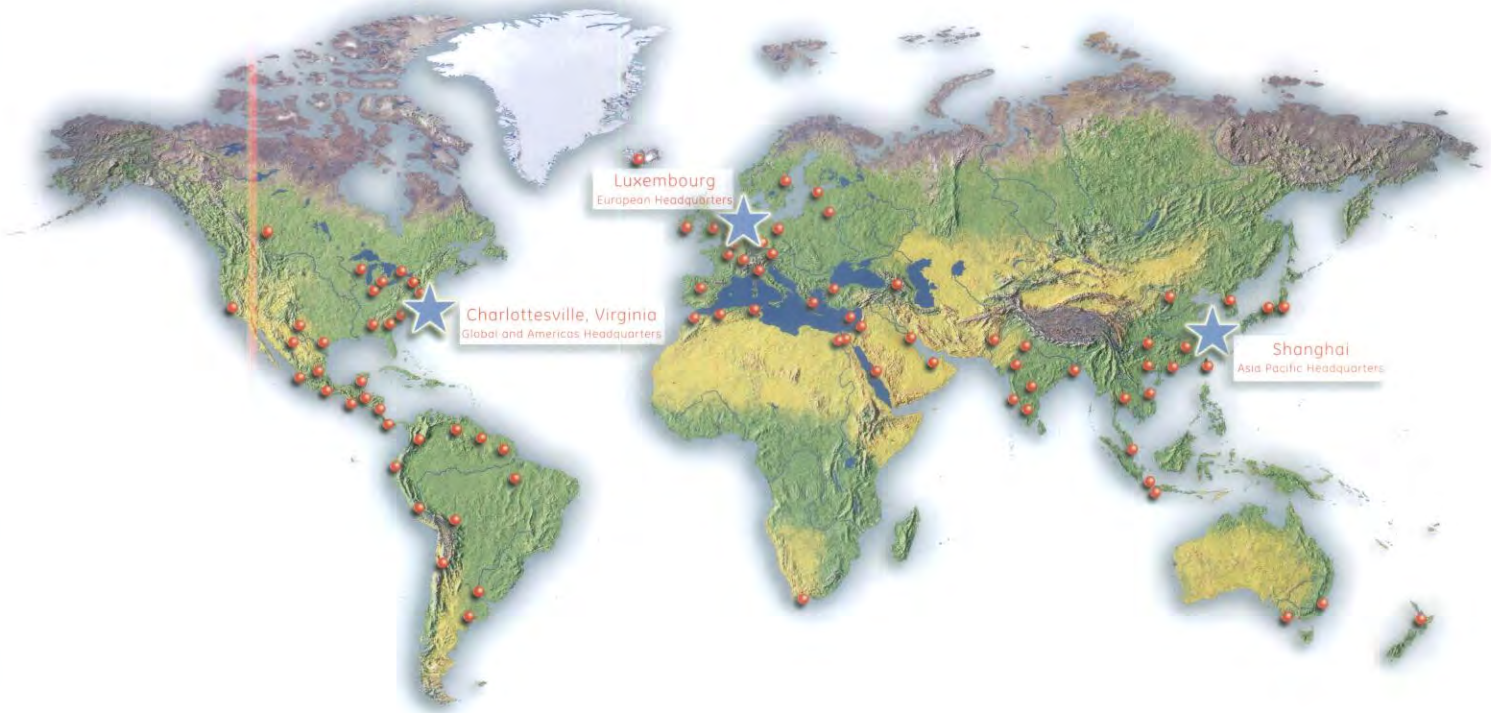 Luxembourg
European Headquarters
Charlottesville, Virginia
Global and Americas Headquarters
Shanghai
Asia Pacific Headquarters